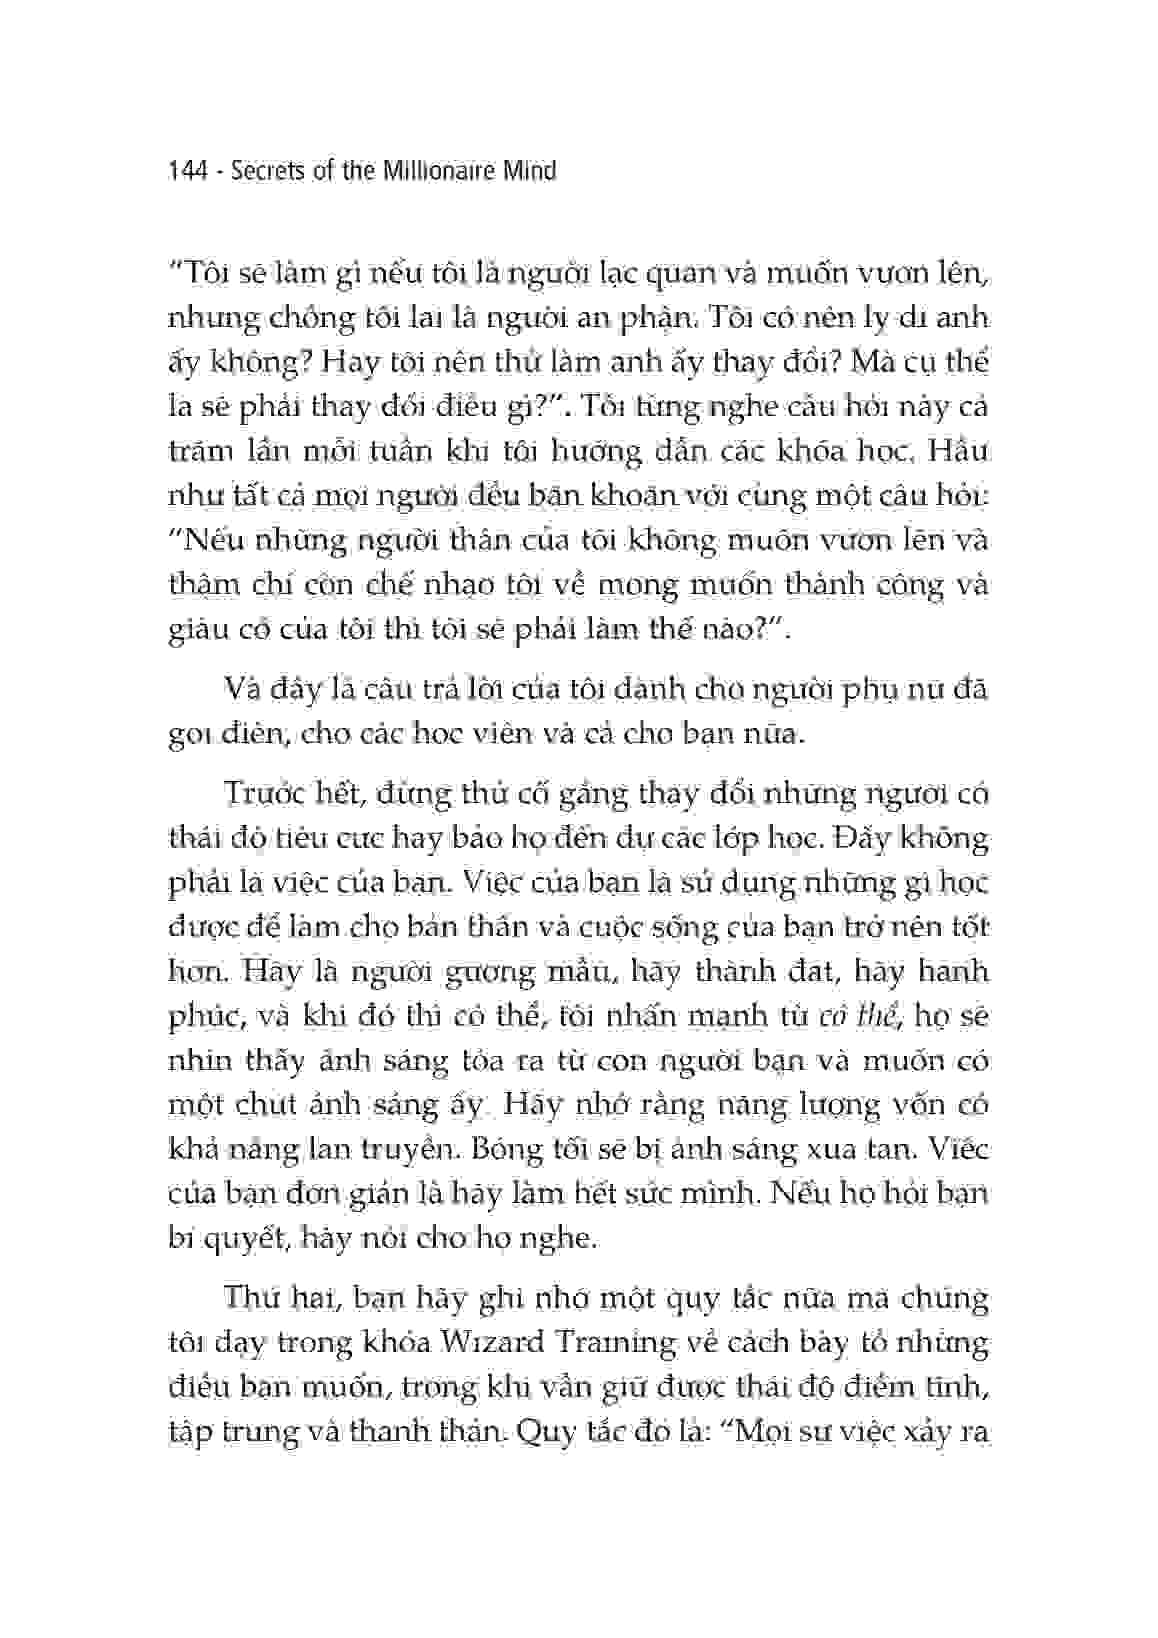 144 - Secrets of the Millionaire Mind
“Tôi sẽ làm gì nếu tôi là người lạc quan và muốn vươn lên,
nhưng chồng tôi lại là người an phận. Tôi có nên ly dị anh
ấy không? Hay tôi nên thử làm anh ấy thay đổi? Mà cụ thể
là sẽ phải thay đổi điều gì?”. Tôi từng nghe câu hỏi này cả
trăm lần mỗi tuần khi tôi hướng dẫn các khóa học. Hầu
như tất cả mọi người đều băn khoăn với cùng một câu hỏi:
“Nếu những người thân của tôi không muốn vươn lên và
thậm chí còn chế nhạo tôi về mong muốn thành công và
giàu có của tôi thì tôi sẽ phải làm thế nào?”.
Và đây là câu trả lời của tôi dành cho người phụ nữ đã
gọi điện, cho các học viên và cả cho bạn nữa.
Trước hết, đừng thử cố gắng thay đổi những người có
thái độ tiêu cực hay bảo họ đến dự các lớp học. Đấy không
phải là việc của bạn. Việc của bạn là sử dụng những gì học
được để làm cho bản thân và cuộc sống của bạn trở nên tốt
hơn. Hãy là người gương mẫu, hãy thành đạt, hãy hạnh
phúc, và khi đó thì có thể, tôi nhấn mạnh từ có thể, họ sẽ
nhìn thấy ánh sáng tỏa ra từ con người bạn và muốn có
một chút ánh sáng ấy. Hãy nhớ rằng năng lượng vốn có
khả năng lan truyền. Bóng tối sẽ bị ánh sáng xua tan. Việc
của bạn đơn giản là hãy làm hết sức mình. Nếu họ hỏi bạn
bí quyết, hãy nói cho họ nghe.
Thứ hai, bạn hãy ghi nhớ một quy tắc nữa mà chúng
tôi dạy trong khóa Wizard Training về cách bày tỏ những
điều bạn muốn, trong khi vẫn giữ được thái độ điềm tĩnh,
tập trung và thanh thản. Quy tắc đó là: “Mọi sự việc xảy ra